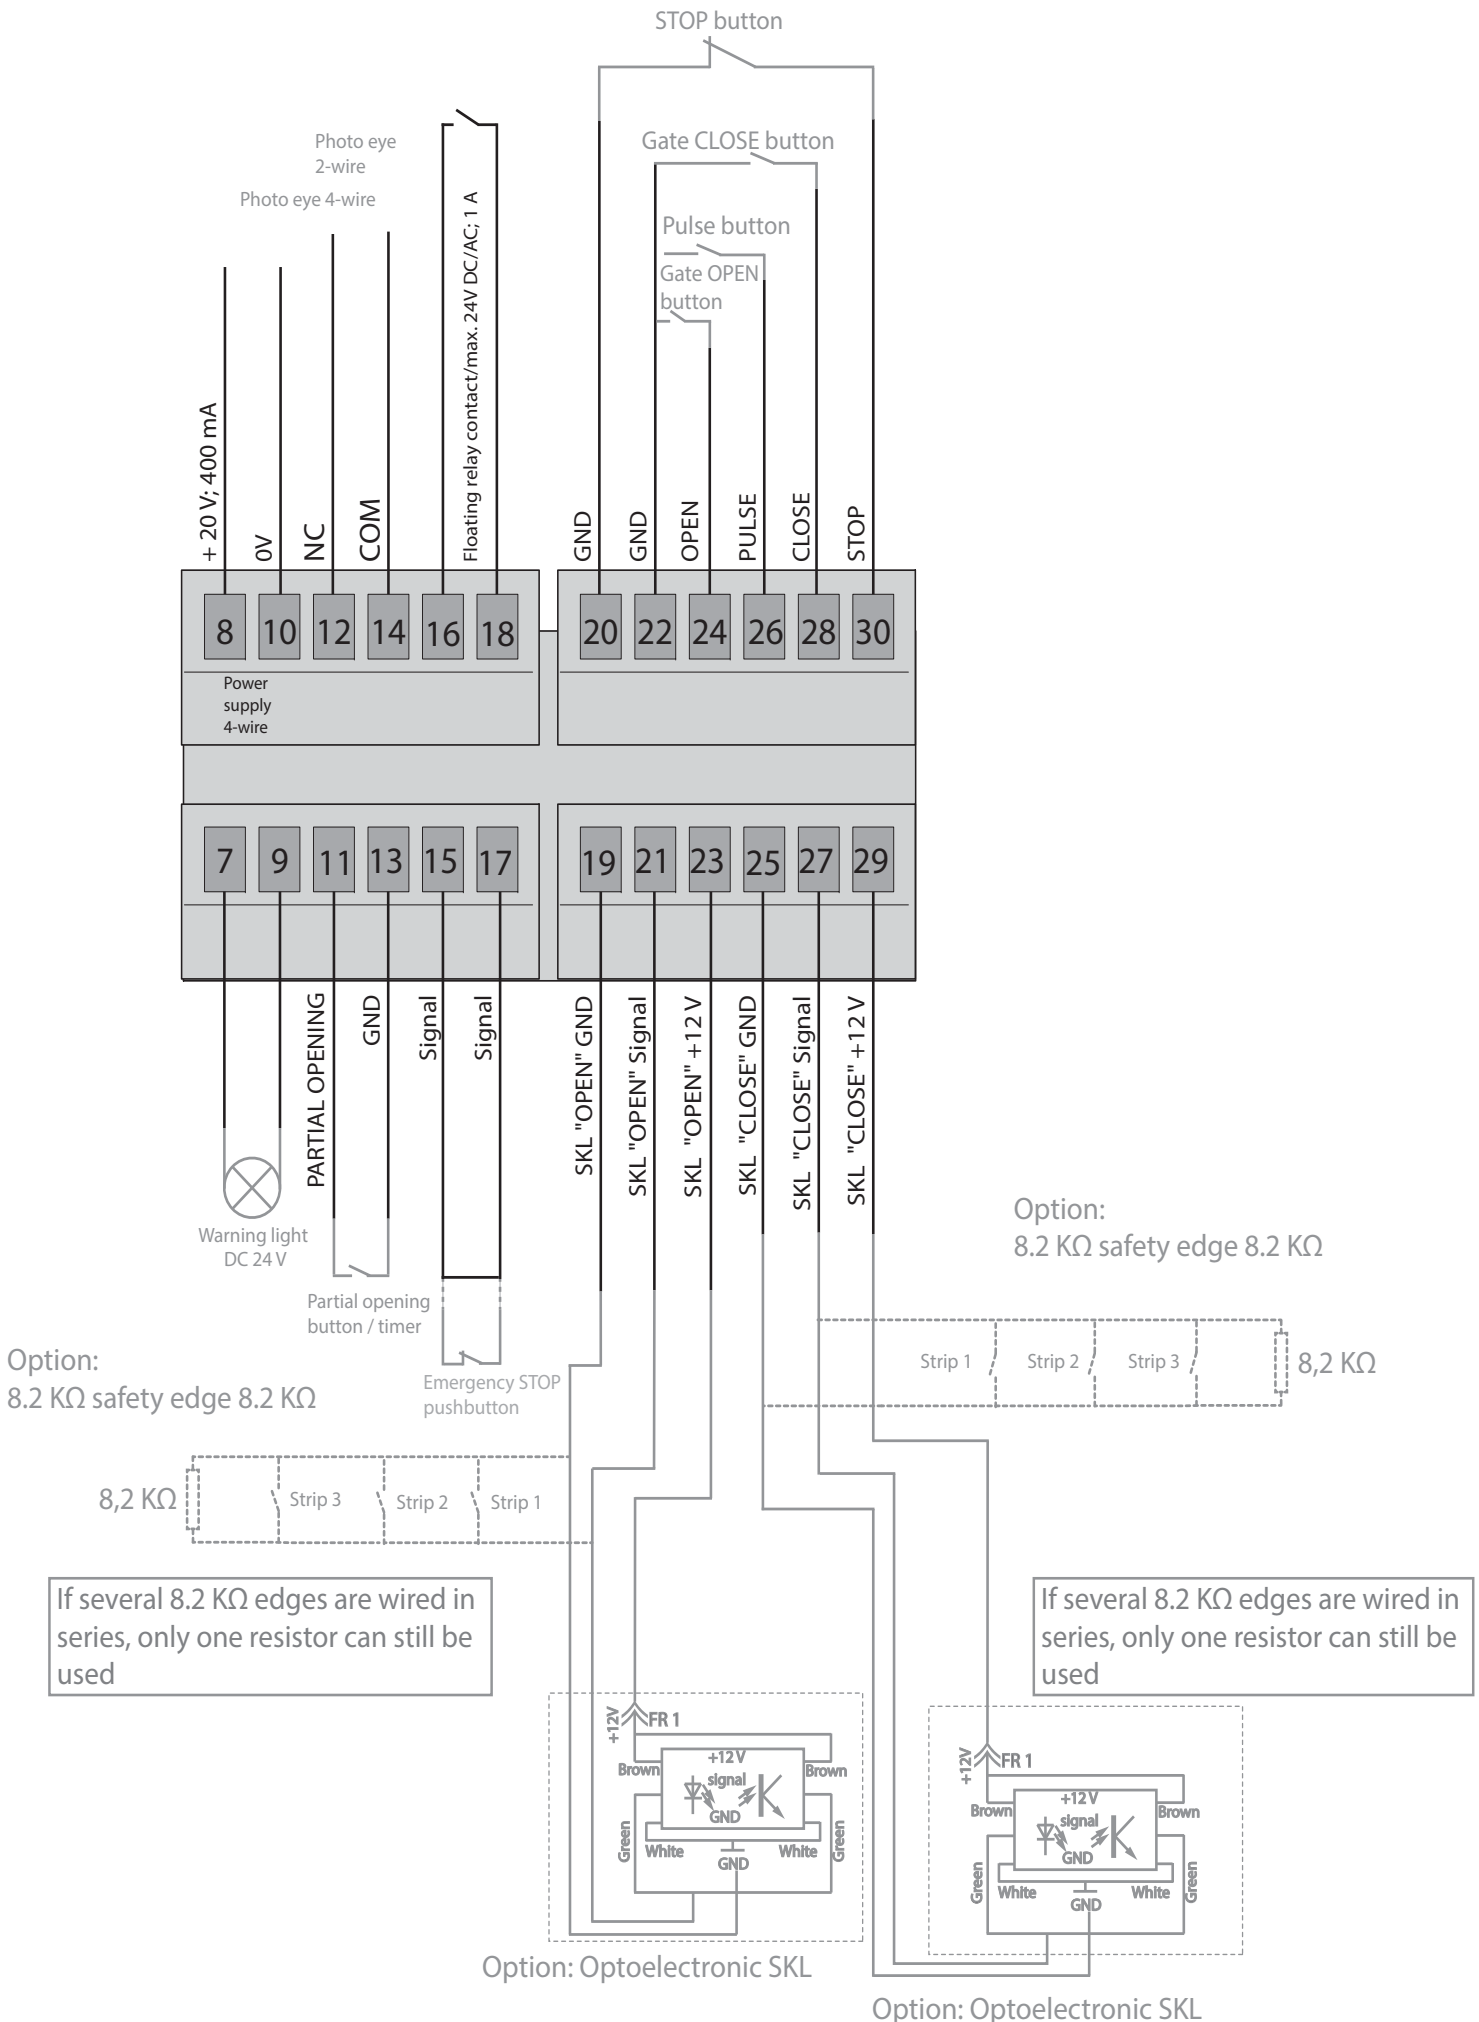 STOP button
Photo eye
2-wire
Photo eye 4-wire
Gate CLOSE button
Pulse button
Gate OPEN
button
+ 20 V; 400 mA
0V
NC
COM
Floating relay contact/max. 24V DC/AC; 1 A
GND
GND
OPEN
PULSE
CLOSE
STOP
8 10 12 14 16 18 20 22 24 26 28 30
Power
supply
4-wire
7 9 11 13 15 17 19 21 23 25 27 29
PARTIAL OPENING
GND
Signal
Signal
SKL "OPEN" GND
SKL "OPEN" Signal
SKL "OPEN" +12 V
SKL "CLOSE" GND
SKL "CLOSE" Signal
SKL "CLOSE" +12 V
Warning light
DC 24 V
Partial opening
button / timer
Emergency STOP
pushbutton
Option:
8.2 KΩ safety edge 8.2 KΩ
Strip 1 Strip 2 Strip 3 8,2 KΩ
Option:
8.2 KΩ safety edge 8.2 KΩ
8,2 KΩ Strip 3 Strip 2 Strip 1
If several 8.2 KΩ edges are wired in
series, only one resistor can still be
used
If several 8.2 KΩ edges are wired in
series, only one resistor can still be
used
+12V
FR 1
Brown
+12 V
Brown
signal
GND
Green
White
White
Green
GND
Option: Optoelectronic SKL
+12V
FR 1
Brown
+12 V
Brown
signal
GND
Green
White
White
Green
GND
Option: Optoelectronic SKL